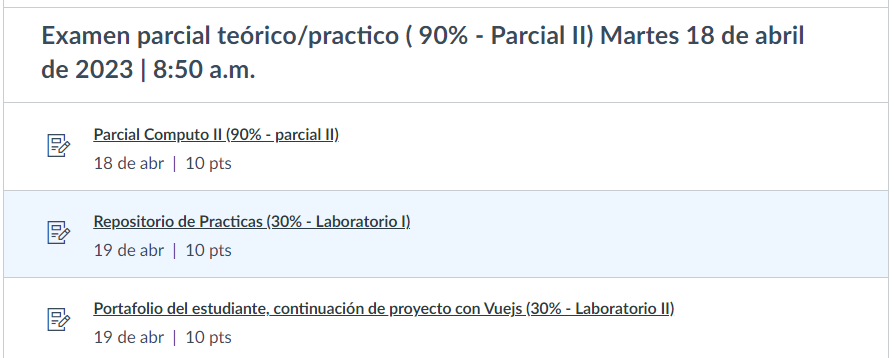 Examen parcial teórico/practico ( 90% - Parcial II) Martes 18 de abril
de 2023 | 8:50 a.m.
Parcial Computo II (90% - parcial II)
18 de abr | 10 pts
Repositorio de Practicas (30% - Laboratorio I)
19 de abr | 10 pts
Portafolio del estudiante, continuación de proyecto con Vuejs (30% - Laboratorio II)
19 de abr | 10 pts